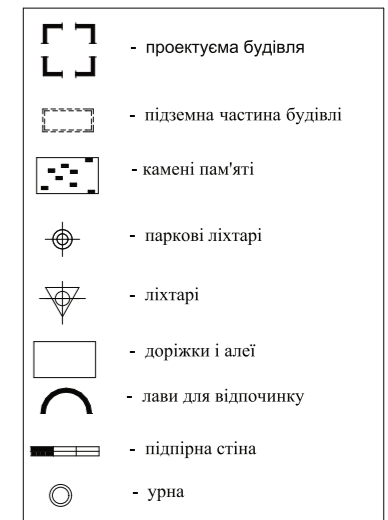 - проектуєма будівля
- підземна частина будівлі
- камені пам'яті
- паркові ліхтарі
- ліхтарі
- доріжки і алеї
- лави для відпочинку
- підпірна стіна
- урна